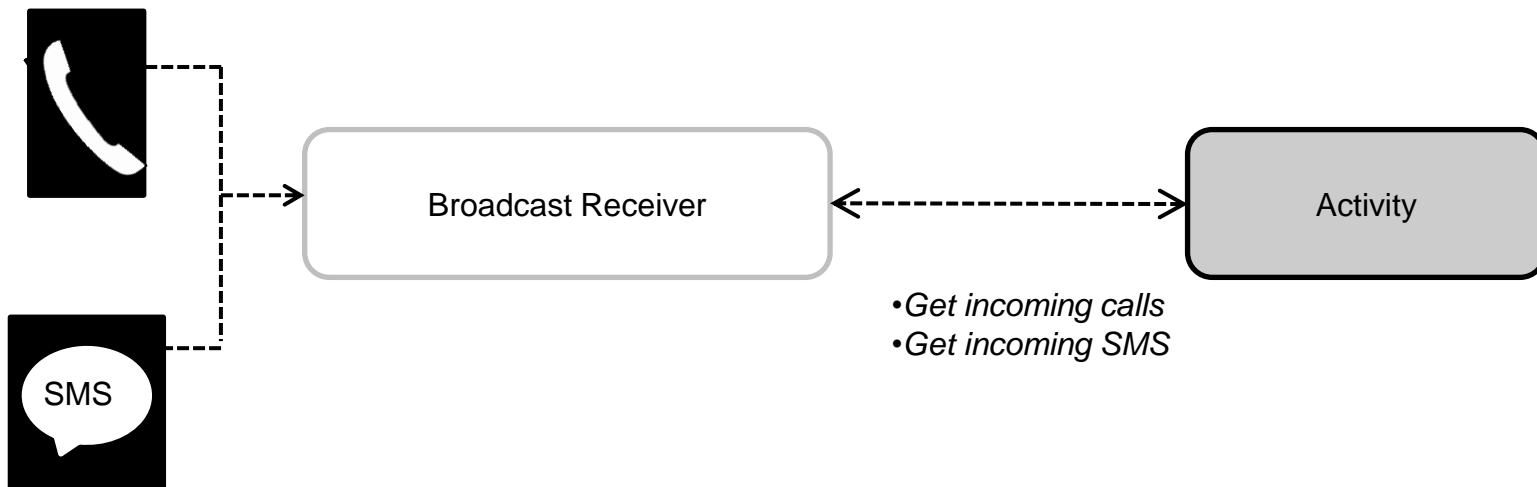 Broadcast Receiver
Activity
•Get incoming calls
•Get incoming SMS
SMS